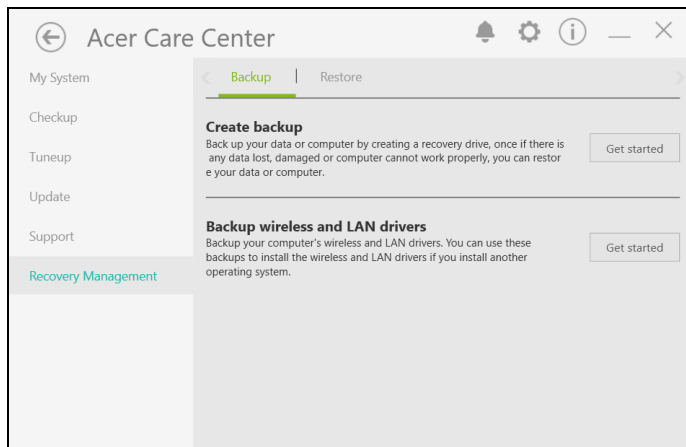 Acer Care Center
My System
Checkup
Tuneup
Update
Support
Recovery Management
Backup
Restore
Create backup
Back up your data or computer by creating a recovery drive, once if there is
any data lost, damaged or computer cannot work properly, you can restor
e your data or computer.
Get started
Backup wireless and LAN drivers
Backup your computer's wireless and LAN drivers. You can use these
backups to install the wireless and LAN drivers if you install another
operating system.
Get started